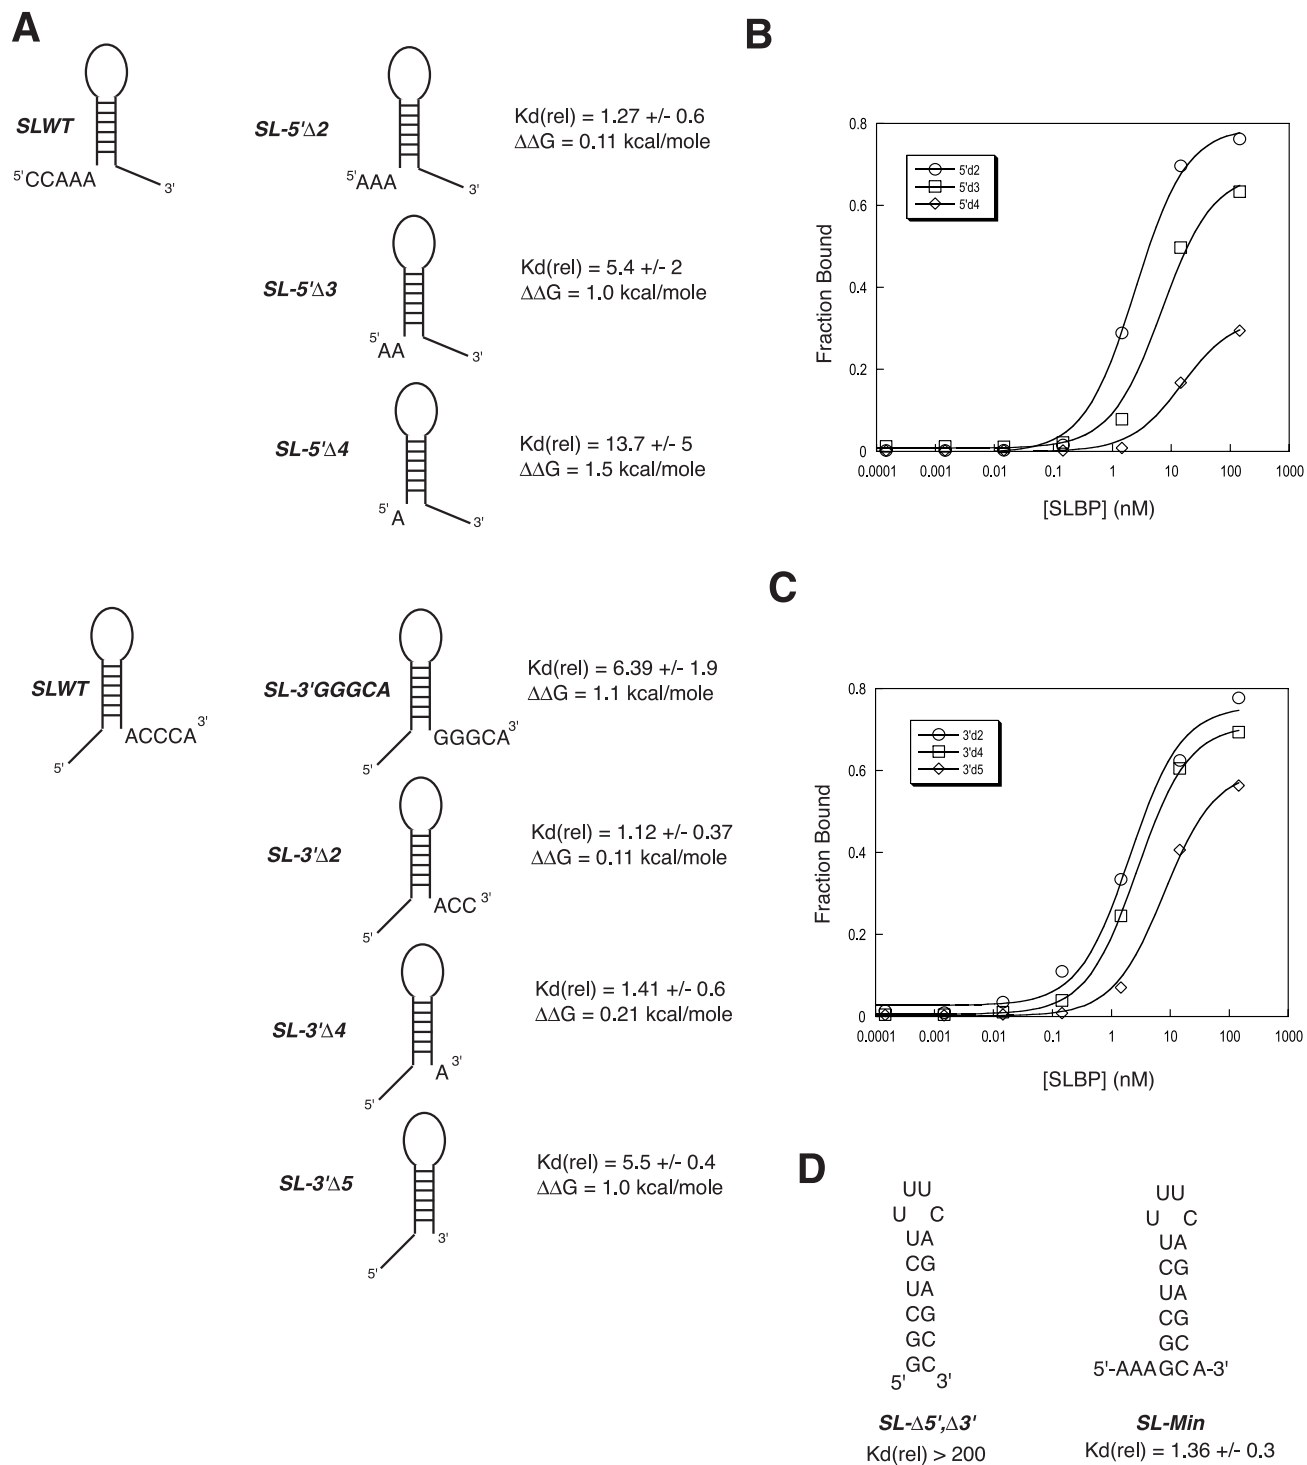 A
SLWT
5'CCAAA
3'
SL-5'Δ2
5'AAA
3'
Kd(rel) = 1.27 +/- 0.6
ΔΔG = 0.11 kcal/mole
SL-5'Δ3
5'AA
3'
Kd(rel) = 5.4 +/- 2
ΔΔG = 1.0 kcal/mole
SL-5'Δ4
5'A
3'
Kd(rel) = 13.7 +/- 5
ΔΔG = 1.5 kcal/mole
SLWT
ACCCA3'
5'
SL-3'GGGCA
GGGCA3'
5'
Kd(rel) = 6.39 +/- 1.9
ΔΔG = 1.1 kcal/mole
SL-3'Δ2
ACC3'
5'
Kd(rel) = 1.12 +/- 0.37
ΔΔG = 0.11 kcal/mole
SL-3'Δ4
A3'
5'
Kd(rel) = 1.41 +/- 0.6
ΔΔG = 0.21 kcal/mole
SL-3'Δ5
3'
5'
Kd(rel) = 5.5 +/- 0.4
ΔΔG = 1.0 kcal/mole
B
Fraction Bound
0.8
0.6
0.4
0.2
0
5'd2
5'd3
5'd4
0.0001 0.001 0.01 0.1 1 10 100 1000
[SLBP] (nM)
C
Fraction Bound
0.8
0.6
0.4
0.2
0
3'd2
3'd4
3'd5
0.0001 0.001 0.01 0.1 1 10 100 1000
[SLBP] (nM)
D
UU
U C
UA
CG
UA
CG
GC
GC
5' 3'
SL-Δ5',Δ3'
Kd(rel) > 200
UU
U C
UA
CG
UA
CG
GC
5'-AAAGCA-3'
SL-Min
Kd(rel) = 1.36 +/- 0.3